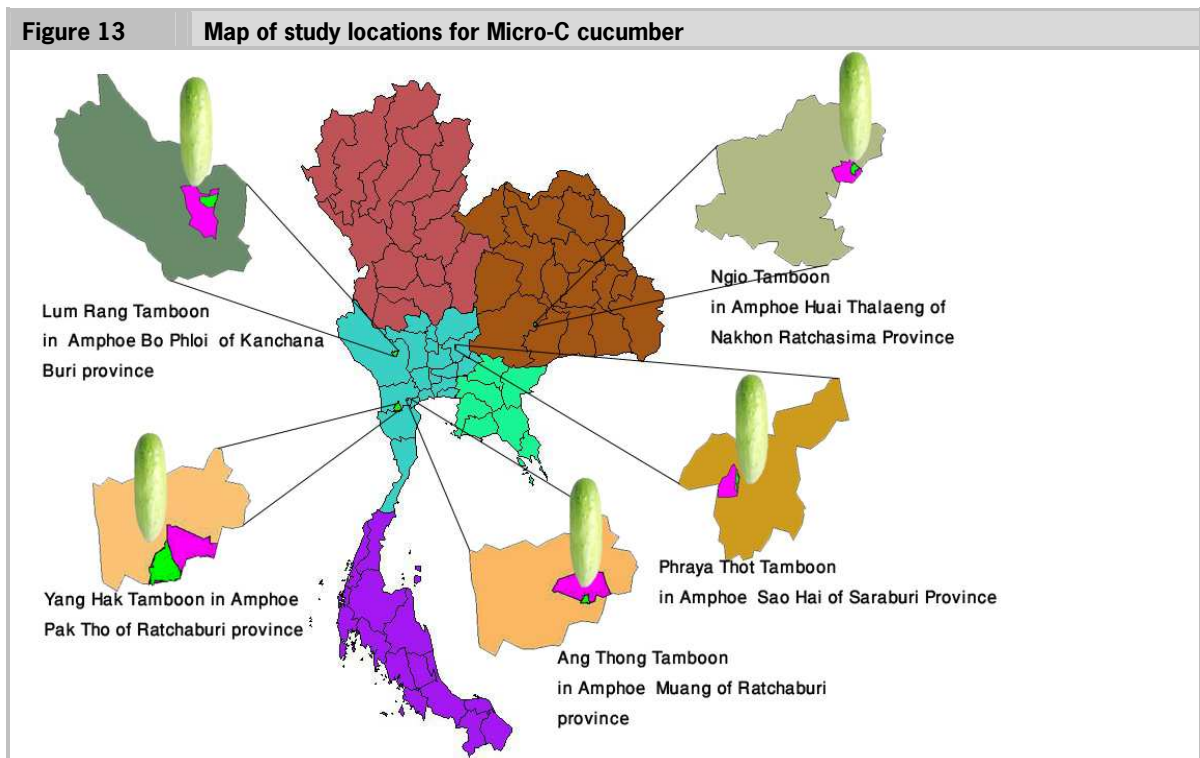 Figure 13 Map of study locations for Micro-C cucumber
Lum Rang Tamboon
in Amphoe Bo Phloi of Kanchana
Buri province
Ngio Tamboon
in Amphoe Huai Thalaeng of
Nakhon Ratchasima Province
Yang Hak Tamboon in Amphoe
Pak Tho of Ratchaburi province
Phraya Thot Tamboon
in Amphoe Sao Hai of Saraburi Province
Ang Thong Tamboon
in Amphoe Muang of Ratchaburi
province